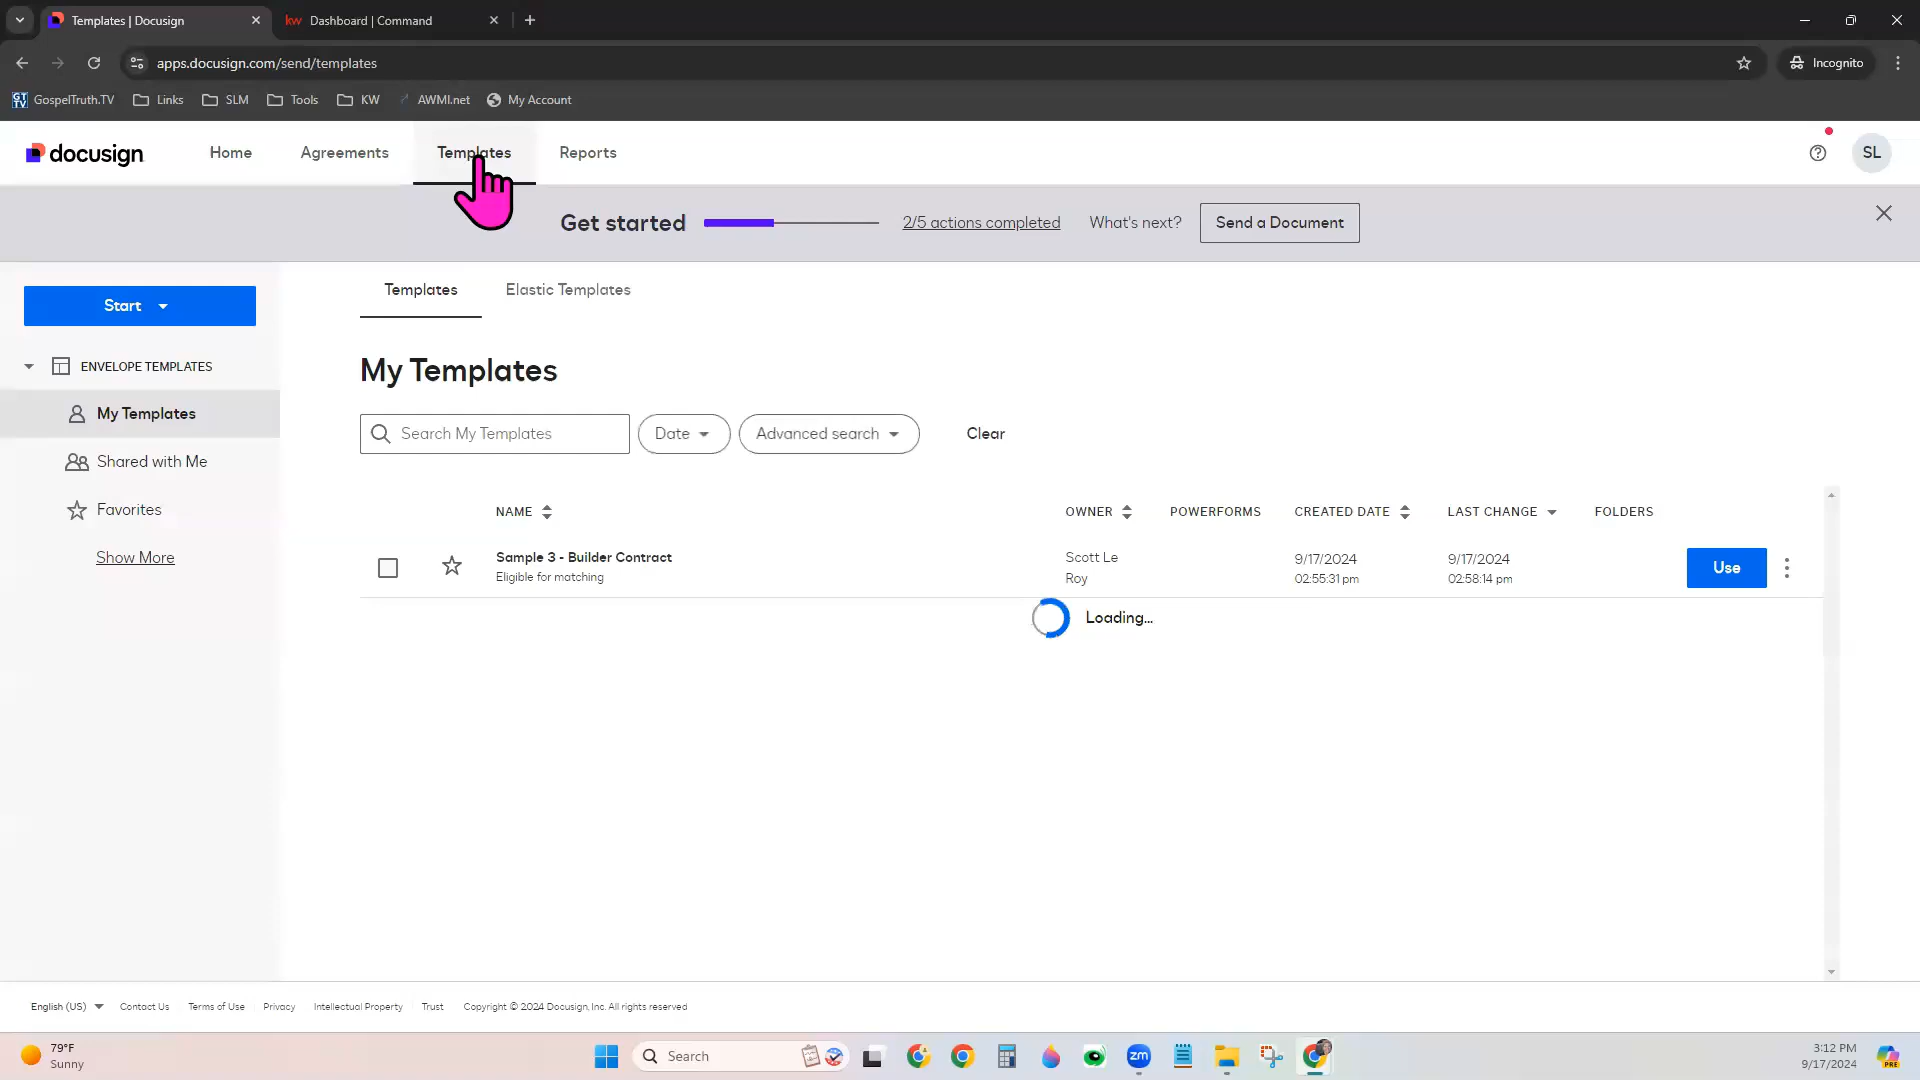 Templates | Docusign
kw Dashboard | Command
apps.docusign.com/send/templates
Incognito
GT TV GospelTruth.TV Links SLM Tools KW AWMI.net My Account
docusign Home Agreements Templates Reports SL
Get started 2/5 actions completed What's next? Send a Document
Start
Templates Elastic Templates
ENVELOPE TEMPLATES
My Templates
My Templates
Shared with Me
Favorites
Show More
Search My Templates Date Advanced search Clear
NAME OWNER POWERFORMS CREATED DATE LAST CHANGE FOLDERS
Sample 3 - Builder Contract Scott Le 9/17/2024 9/17/2024
Eligible for matching Roy 02:55:31 pm 02:58:14 pm
Use
Loading...
English (US) Contact Us Terms of Use Privacy Intellectual Property Trust Copyright © 2024 Docusign, Inc. All rights reserved
79°F
Sunny
Search
zm
3:12 PM
9/17/2024
PRE